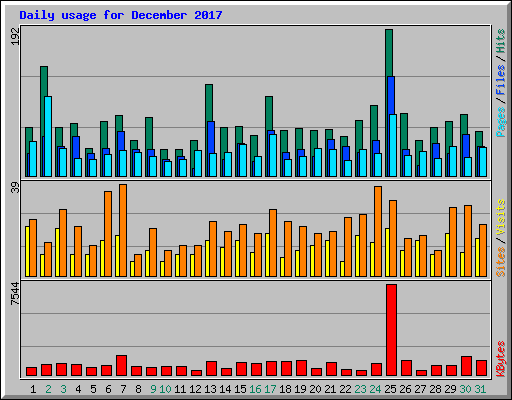 Daily usage for December 2017
192
Pages / Files / Hits
39
Sites / Visits
7544
KBytes
1 2 3 4 5 6 7 8 9 10 11 12 13 14 15 16 17 18 19 20 21 22 23 24 25 26 27 28 29 30 31